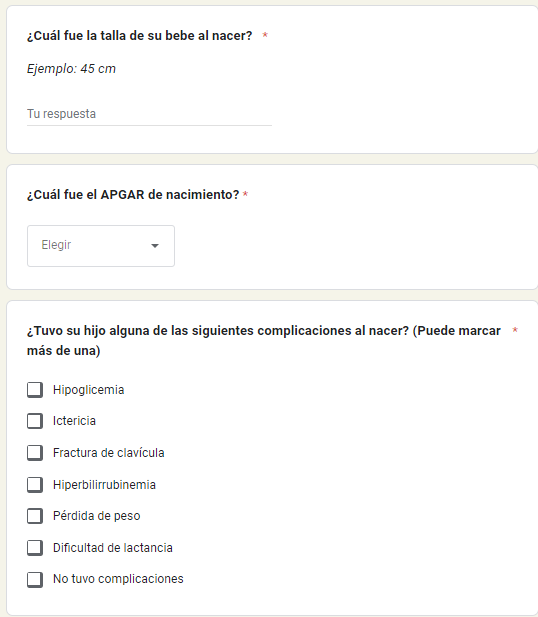 ¿Cuál fue la talla de su bebe al nacer? *
Ejemplo: 45 cm
Tu respuesta
¿Cuál fue el APGAR de nacimiento? *
Elegir
¿Tuvo su hijo alguna de las siguientes complicaciones al nacer? (Puede marcar *
más de una)
Hipoglicemia
Ictericia
Fractura de clavícula
Hiperbilirrubinemia
Pérdida de peso
Dificultad de lactancia
No tuvo complicaciones